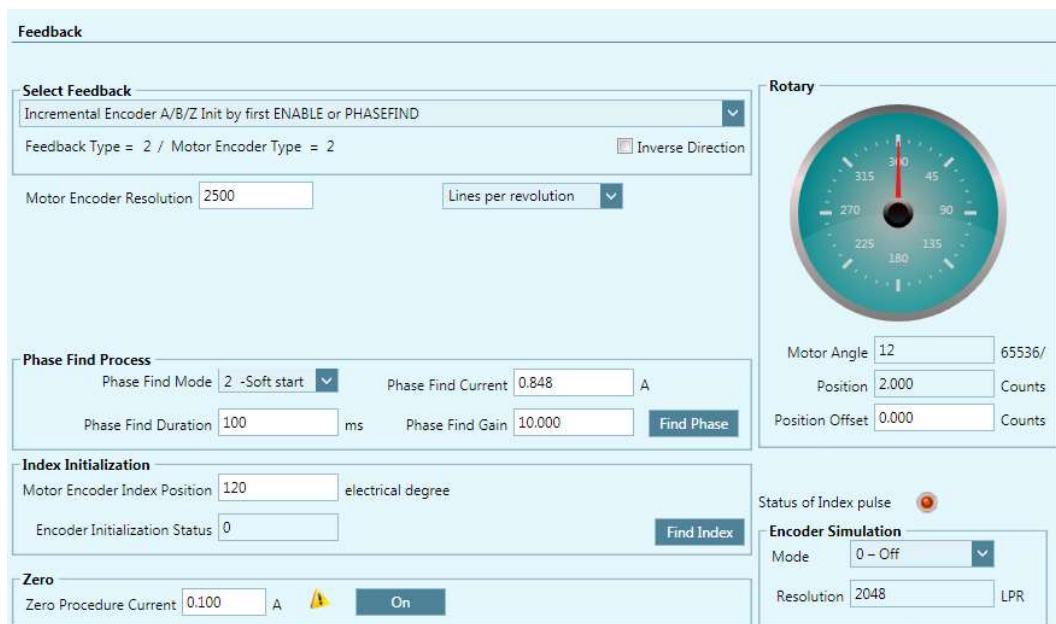 Feedback
Select Feedback
Incremental Encoder A/B/Z Init by first ENABLE or PHASEFIND
Feedback Type = 2 / Motor Encoder Type = 2
Inverse Direction
Motor Encoder Resolution 2500 Lines per revolution
Phase Find Process
Phase Find Mode 2 -Soft start Phase Find Current 0.848 A
Phase Find Duration 100 ms Phase Find Gain 10.000 Find Phase
Index Initialization
Motor Encoder Index Position 120 electrical degree
Encoder Initialization Status 0 Find Index
Zero
Zero Procedure Current 0.100 A On
Rotary
315 45
270 90
225 135
180
Motor Angle 12 65536/
Position 2.000 Counts
Position Offset 0.000 Counts
Status of Index pulse
Encoder Simulation
Mode 0 – Off
Resolution 2048 LPR